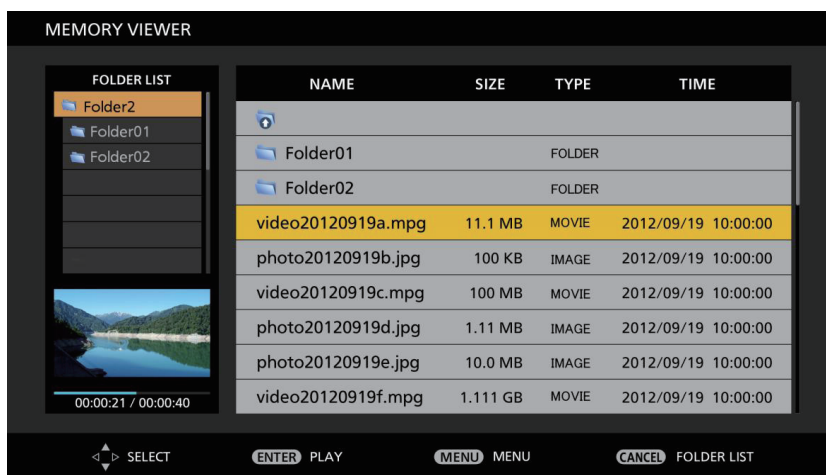 MEMORY VIEWER
FOLDER LIST
Folder2
Folder01
Folder02
00:00:21 / 00:00:40
NAME SIZE TYPE TIME
Folder01 FOLDER
Folder02 FOLDER
video20120919a.mpg 11.1 MB MOVIE 2012/09/19 10:00:00
photo20120919b.jpg 100 KB IMAGE 2012/09/19 10:00:00
video20120919c.mpg 100 MB MOVIE 2012/09/19 10:00:00
photo20120919d.jpg 1.11 MB IMAGE 2012/09/19 10:00:00
photo20120919e.jpg 10.0 MB IMAGE 2012/09/19 10:00:00
video20120919f.mpg 1.111 GB MOVIE 2012/09/19 10:00:00
SELECT ENTER PLAY MENU MENU CANCEL FOLDER LIST